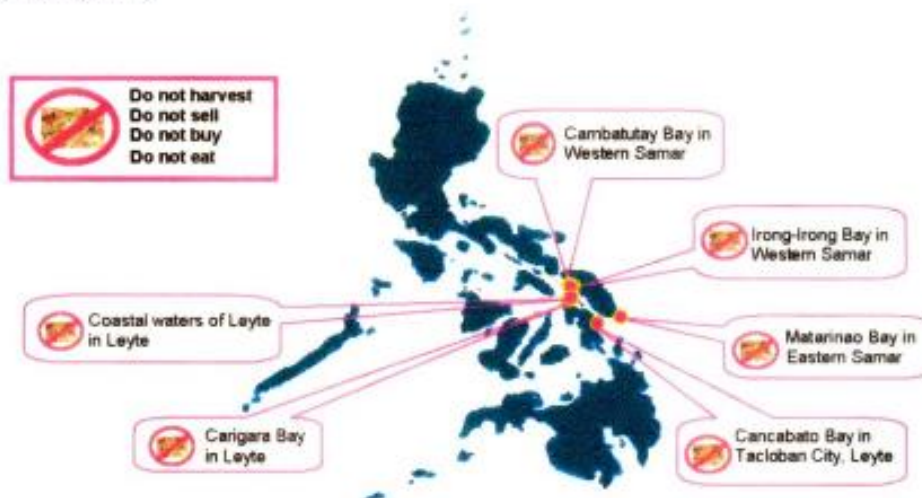 Do not harvest
Do not sell
Do not buy
Do not eat
Cambatutay Bay in
Western Samar
Irong-Irong Bay in
Western Samar
Coastal waters of Leyte
in Leyte
Matarinao Bay in
Eastern Samar
Carigara Bay
in Leyte
Cancabato Bay in
Tacloban City, Leyte